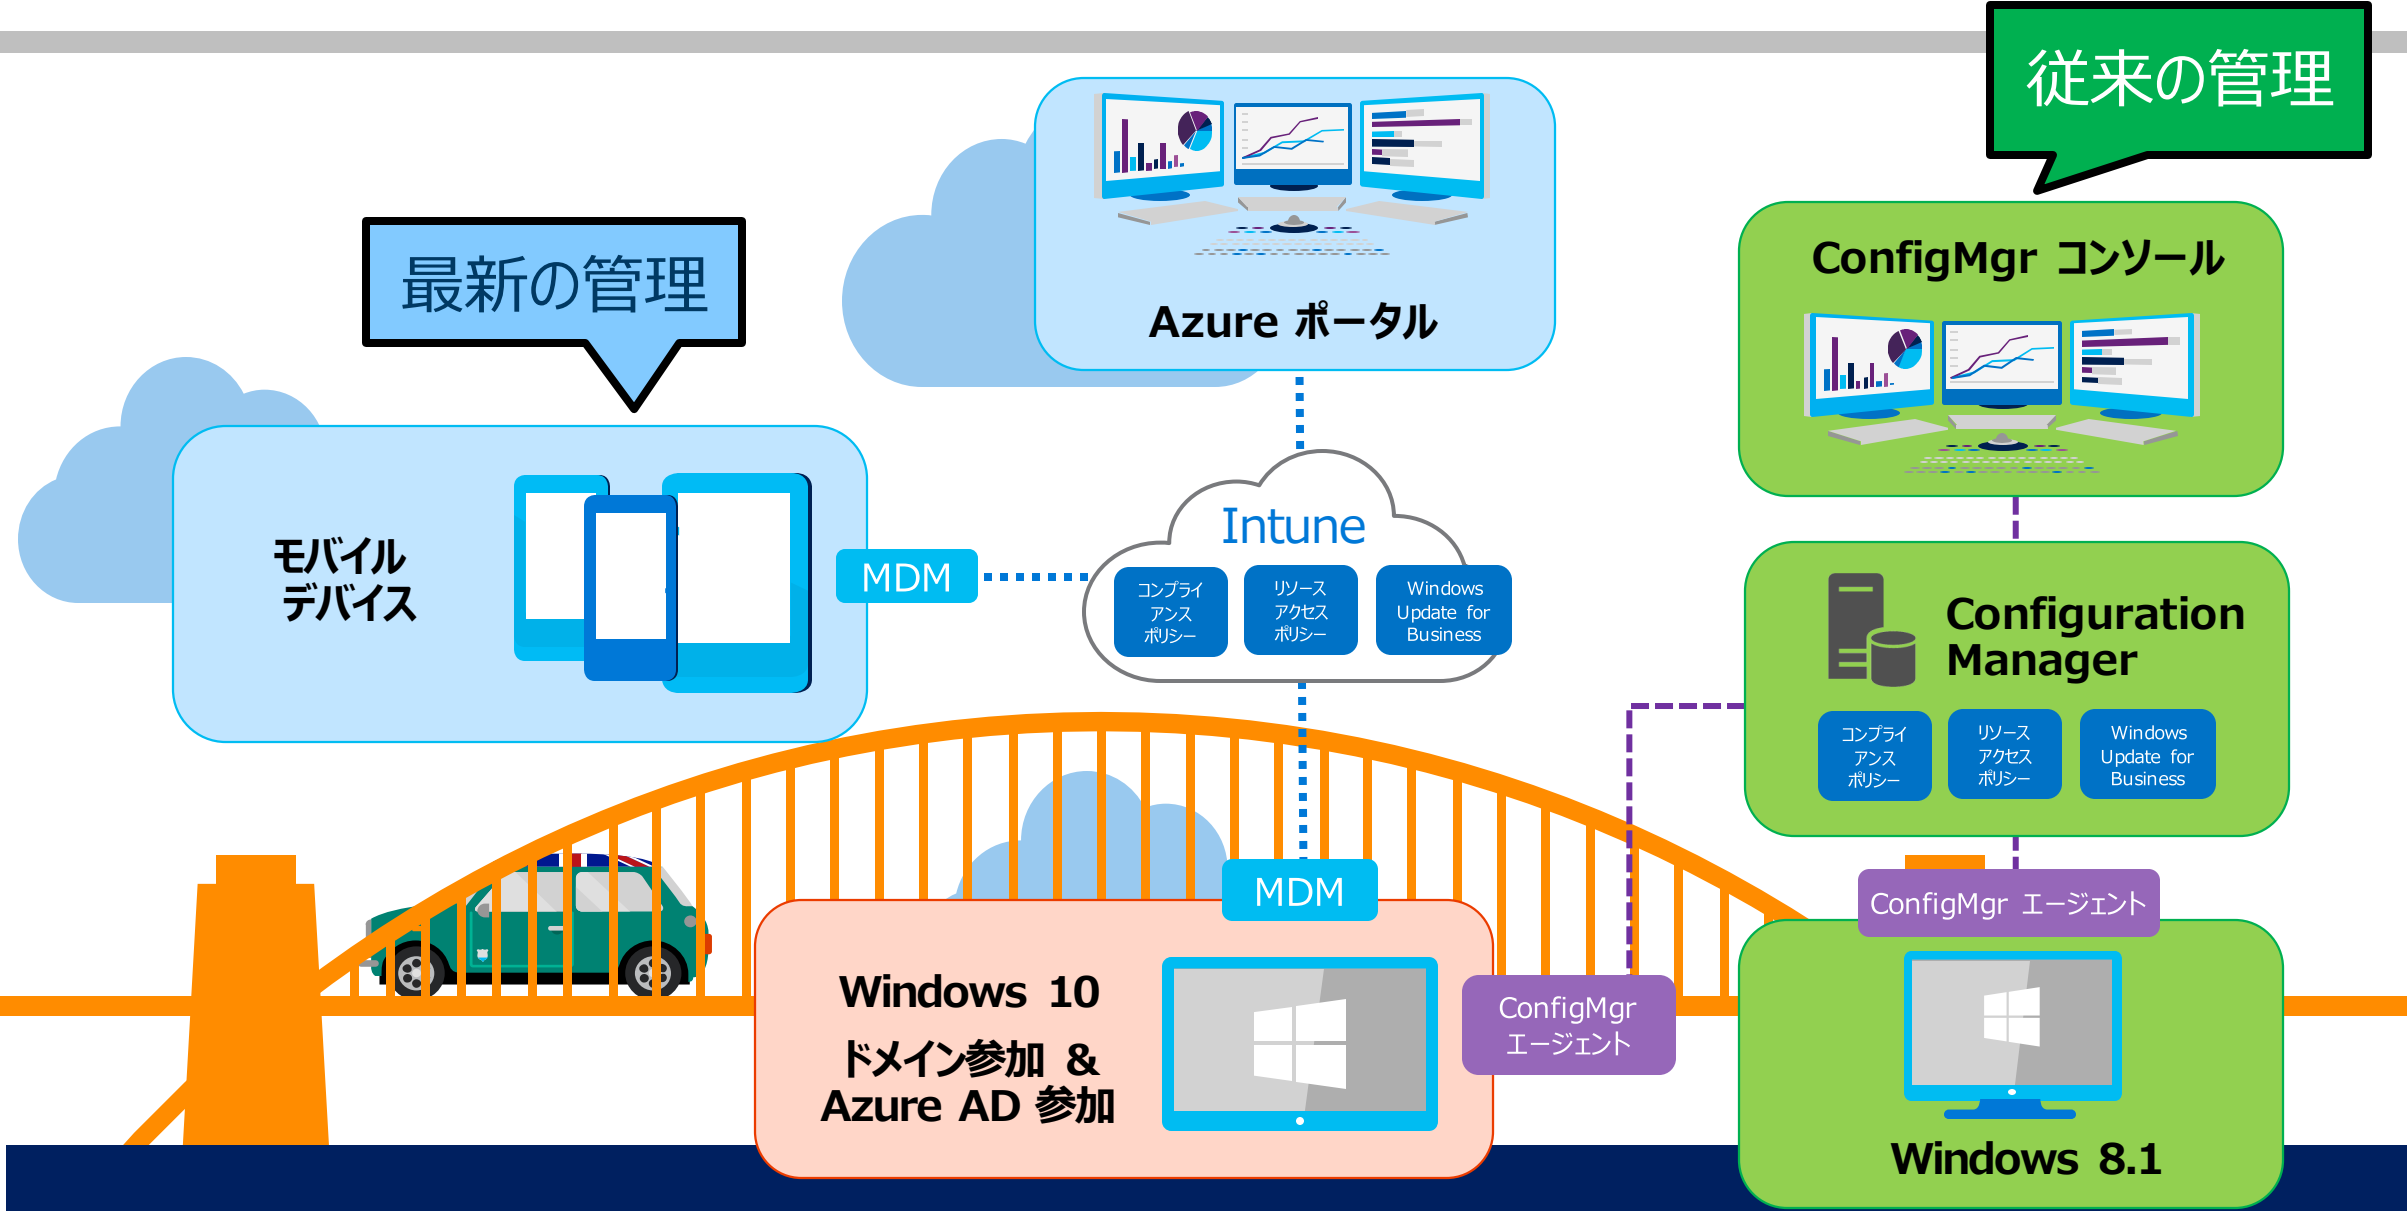 従来の管理
最新の管理
Azure ポータル
ConfigMgr コンソール
モバイル
デバイス
MDM
Intune
コンプライ
アンス
ポリシー
リソース
アクセス
ポリシー
Windows
Update for
Business
Configuration
Manager
コンプライ
アンス
ポリシー
リソース
アクセス
ポリシー
Windows
Update for
Business
MDM
Windows 10
ドメイン参加 &
Azure AD 参加
ConfigMgr
エージェント
ConfigMgr エージェント
Windows 8.1